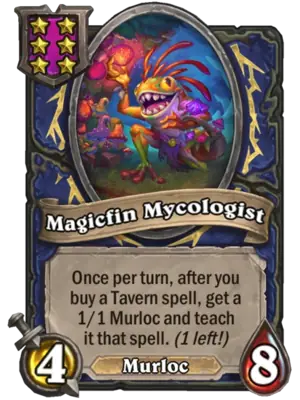 Magicfin Mycologist
Once per turn, after you
buy a Tavern spell, get a
1/1 Murloc and teach
it that spell. (1 left!)
4
Murloc
8